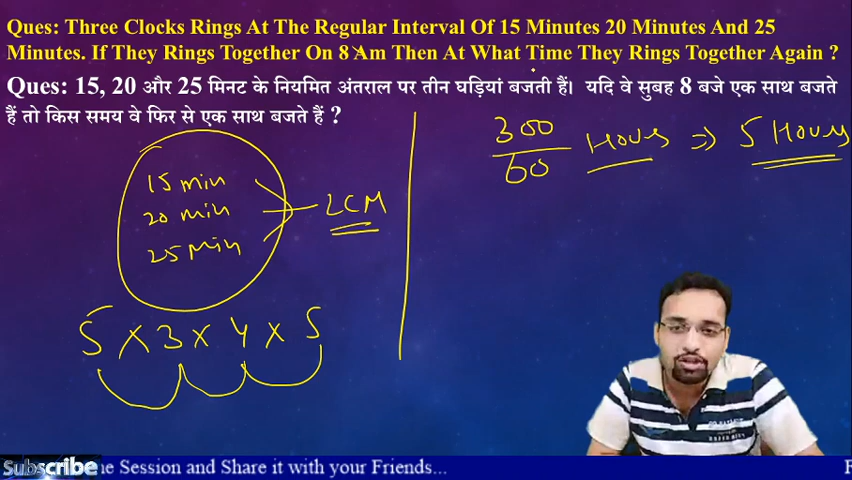 Ques: Three Clocks Rings At The Regular Interval Of 15 Minutes 20 Minutes And 25
Minutes. If They Rings Together On 8 Am Then At What Time They Rings Together Again ?
Ques: 15, 20 और 25 मिनट के नियमित अंतराल पर तीन घड़ियां बजती हैं। यदि वे सुबह 8 बजे एक साथ बजते
हैं तो किस समय वे फिर से एक साथ बजते हैं ?
15 min
20 min
25 Min
LCM
5 × 3 × 4 × 5
300
60
Hours ⇒ 5 Hours
Subscribe
he Session and Share it with your Friends...